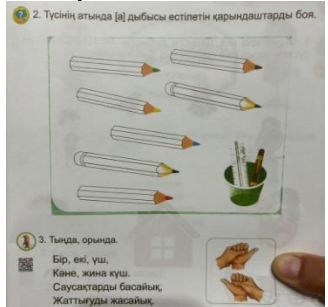 2. Түсінің атында [а] дыбысы естілетін қарындаштарды боя.
3. Тыңда, орында.
Бір, екі, үш,
Кәне, жина күш.
Саусақтарды басайық,
Жаттығуды жасайық.